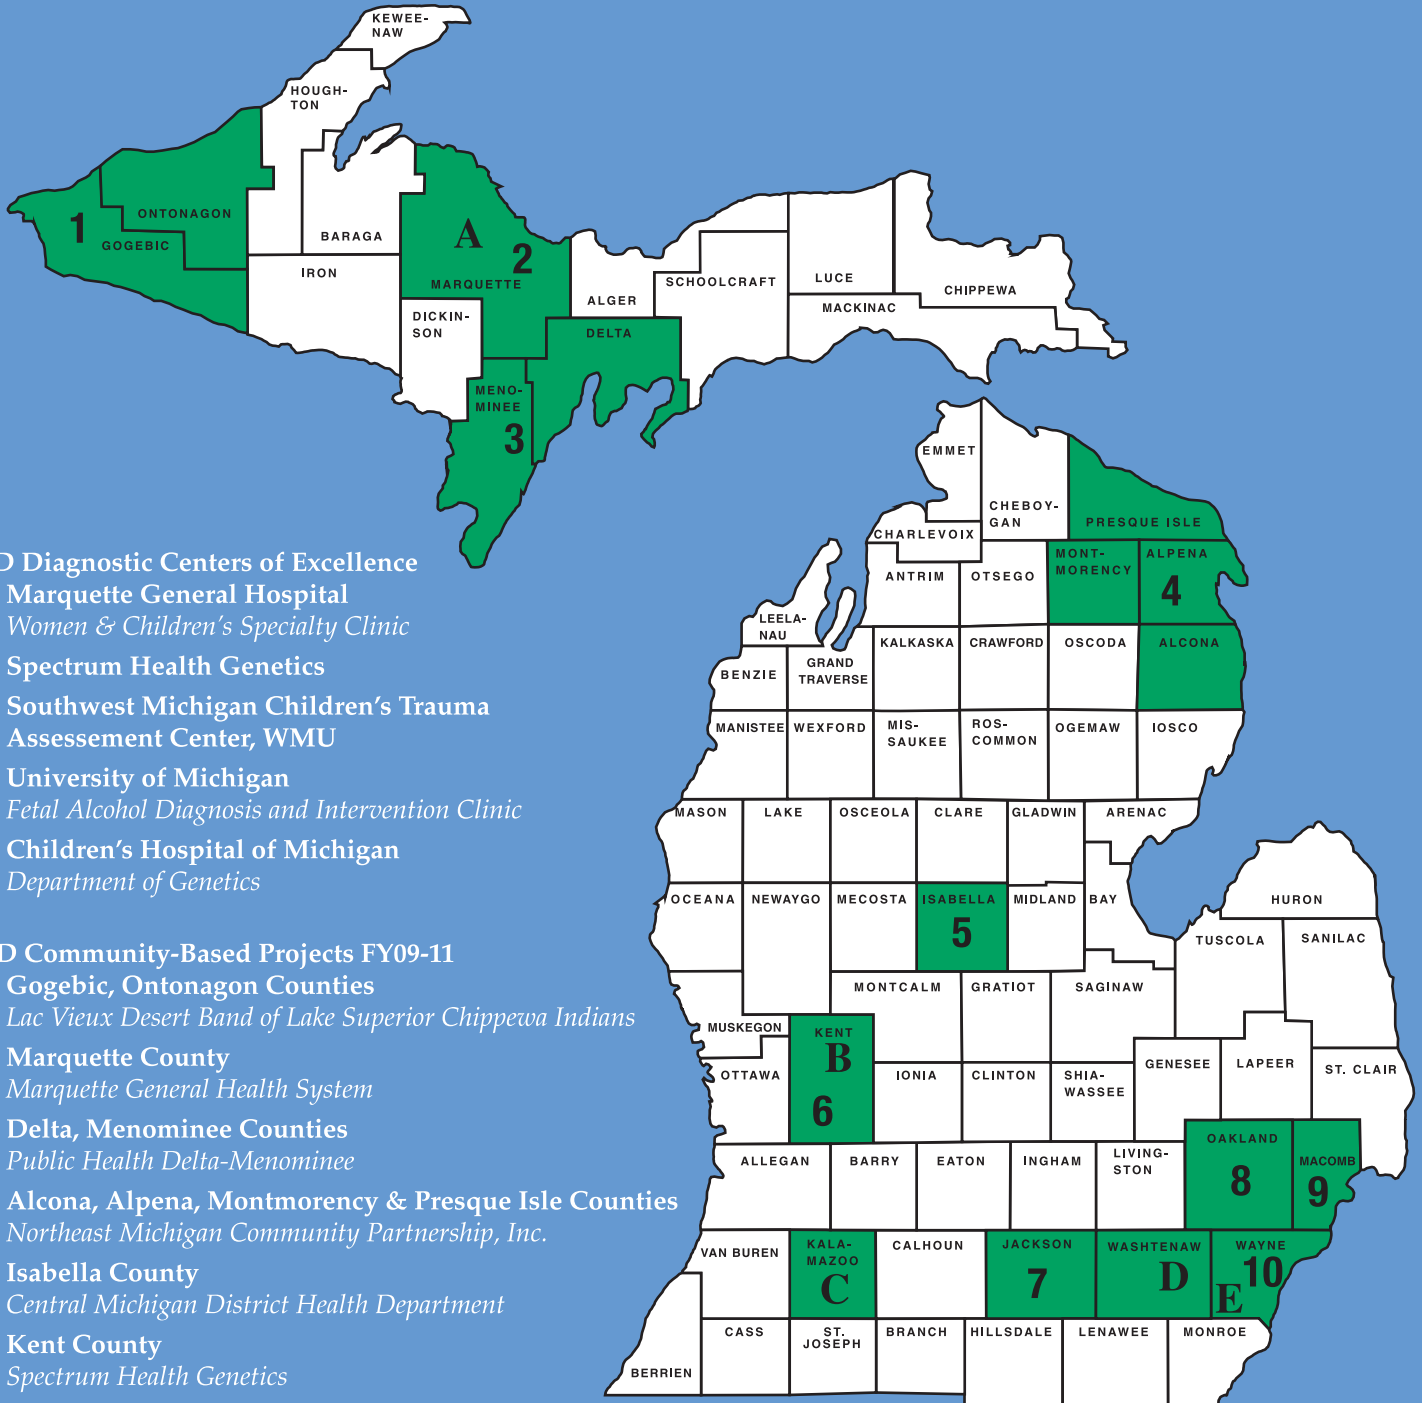 KEWEE-
NAW
HOUGH-
TON
ONTONAGON
1
GOGEBIC
BARAGA
IRON
A
2
MARQUETTE
DICKIN-
SON
ALGER
SCHOOLCRAFT
LUCE
CHIPPEWA
MACKINAC
DELTA
MENO-
MINEE
3
EMMET
CHEBOY-
GAN
PRESQUE ISLE
CHARLEVOIX
ANTRIM
OTSEGO
MONT-
MORENCY
ALPENA
4
LEELA-
NAU
BENZIE
GRAND
TRAVERSE
KALKASKA
CRAWFORD
OSCODA
ALCONA
MANISTEE
WEXFORD
MIS-
SAUKEE
ROS-
COMMON
OGEMAW
IOSCO
MASON
LAKE
OSCEOLA
CLARE
GLADWIN
ARENAC
OCEANA
NEWAYGO
MECOSTA
ISABELLA
5
MIDLAND
BAY
HURON
TUSCOLA
SANILAC
MONTCALM
GRATIOT
SAGINAW
MUSKEGON
KENT
B
6
OTTAWA
IONIA
CLINTON
SHIA-
WASSEE
GENESEE
LAPEER
ST. CLAIR
ALLEGAN
BARRY
EATON
INGHAM
LIVING-
STON
OAKLAND
8
MACOMB
9
VAN BUREN
KALA-
MAZOO
C
CALHOUN
JACKSON
7
WASHTENAW
D
WAYNE
10
E
BERRIEN
CASS
ST.
JOSEPH
BRANCH
HILLSDALE
LENAWEE
MONROE
D Diagnostic Centers of Excellence
Marquette General Hospital
Women & Children's Specialty Clinic
Spectrum Health Genetics
Southwest Michigan Children's Trauma
Assessement Center, WMU
University of Michigan
Fetal Alcohol Diagnosis and Intervention Clinic
Children's Hospital of Michigan
Department of Genetics
D Community-Based Projects FY09-11
Gogebic, Ontonagon Counties
Lac Vieux Desert Band of Lake Superior Chippewa Indians
Marquette County
Marquette General Health System
Delta, Menominee Counties
Public Health Delta-Menominee
Alcona, Alpena, Montmorency & Presque Isle Counties
Northeast Michigan Community Partnership, Inc.
Isabella County
Central Michigan District Health Department
Kent County
Spectrum Health Genetics